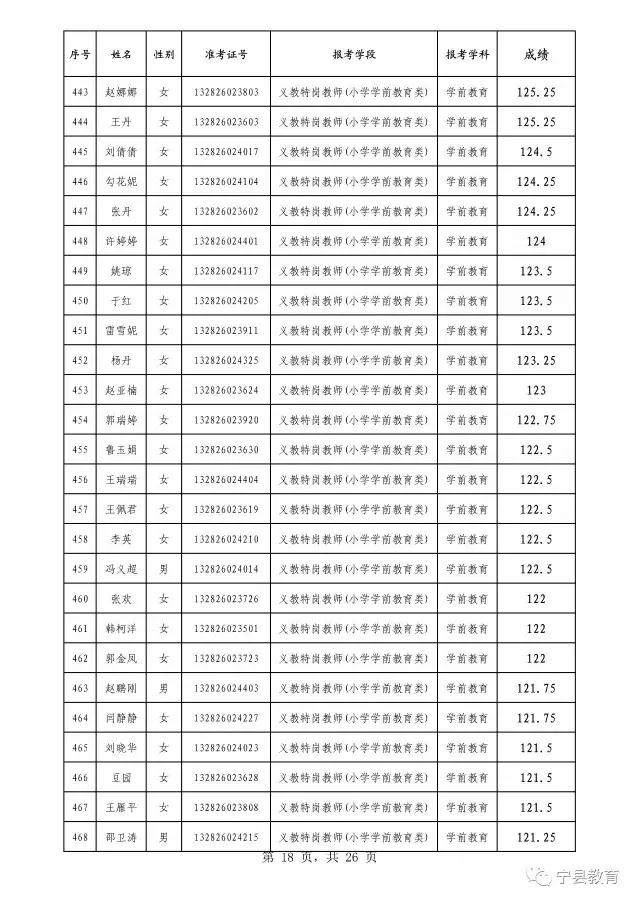 序号 姓名 性别 准考证号 报考学段 报考学科 成绩
443 赵娜娜 女 132826023803 义教特岗教师(小学学前教育类) 学前教育 125.25
444 王丹 女 132826023603 义教特岗教师(小学学前教育类) 学前教育 125.25
445 刘倩倩 女 132826024017 义教特岗教师(小学学前教育类) 学前教育 124.5
446 勾花妮 女 132826024104 义教特岗教师(小学学前教育类) 学前教育 124.25
447 张丹 女 132826023602 义教特岗教师(小学学前教育类) 学前教育 124.25
448 许婷婷 女 132826024401 义教特岗教师(小学学前教育类) 学前教育 124
449 姚琼 女 132826024117 义教特岗教师(小学学前教育类) 学前教育 123.5
450 于红 女 132826024205 义教特岗教师(小学学前教育类) 学前教育 123.5
451 雷雪妮 女 132826023911 义教特岗教师(小学学前教育类) 学前教育 123.5
452 杨丹 女 132826024325 义教特岗教师(小学学前教育类) 学前教育 123.25
453 赵亚楠 女 132826023624 义教特岗教师(小学学前教育类) 学前教育 123
454 郭瑞婷 女 132826023920 义教特岗教师(小学学前教育类) 学前教育 122.75
455 鲁玉娟 女 132826023630 义教特岗教师(小学学前教育类) 学前教育 122.5
456 王瑞瑞 女 132826024404 义教特岗教师(小学学前教育类) 学前教育 122.5
457 王佩君 女 132826023619 义教特岗教师(小学学前教育类) 学前教育 122.5
458 李英 女 132826024210 义教特岗教师(小学学前教育类) 学前教育 122.5
459 冯义超 男 132826024014 义教特岗教师(小学学前教育类) 学前教育 122.5
460 张欢 女 132826023726 义教特岗教师(小学学前教育类) 学前教育 122
461 韩柯洋 女 132826023501 义教特岗教师(小学学前教育类) 学前教育 122
462 郭金凤 女 132826023723 义教特岗教师(小学学前教育类) 学前教育 122
463 赵鹏刚 男 132826024403 义教特岗教师(小学学前教育类) 学前教育 121.75
464 闫静静 女 132826024227 义教特岗教师(小学学前教育类) 学前教育 121.75
465 刘晓华 女 132826024023 义教特岗教师(小学学前教育类) 学前教育 121.5
466 豆园 女 132826023628 义教特岗教师(小学学前教育类) 学前教育 121.5
467 王雁平 女 132826023808 义教特岗教师(小学学前教育类) 学前教育 121.5
468 邵卫涛 男 132826024215 义教特岗教师(小学学前教育类) 学前教育 121.25
第 18 页，共 26 页
宁县教育